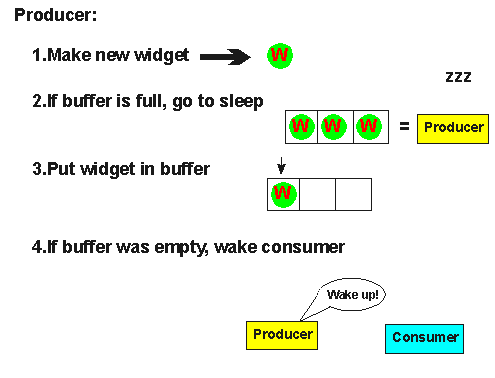 Producer:
1.Make new widget
W
zzz
2.If buffer is full, go to sleep
W W W = Producer
3.Put widget in buffer
W
4.If buffer was empty, wake consumer
Wake up!
Producer
Consumer